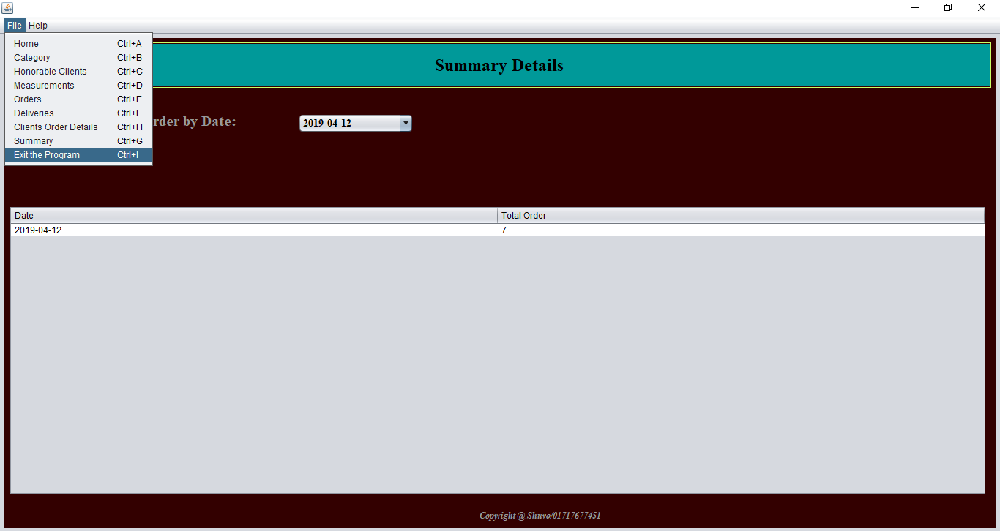 File Help
Home Ctrl+A
Category Ctrl+B
Honorable Clients Ctrl+C
Measurements Ctrl+D
Orders Ctrl+E
Deliveries Ctrl+F
Clients Order Details Ctrl+H
Summary Ctrl+G
Exit the Program Ctrl+I
Summary Details
rder by Date: 2019-04-12
Date Total Order
2019-04-12 7
Copyright @ Shuvo/01717677451